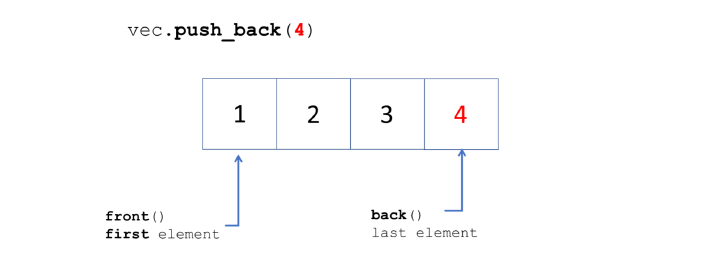 vec.push_back(4)
1 2 3 4
front()
first element
back()
last element